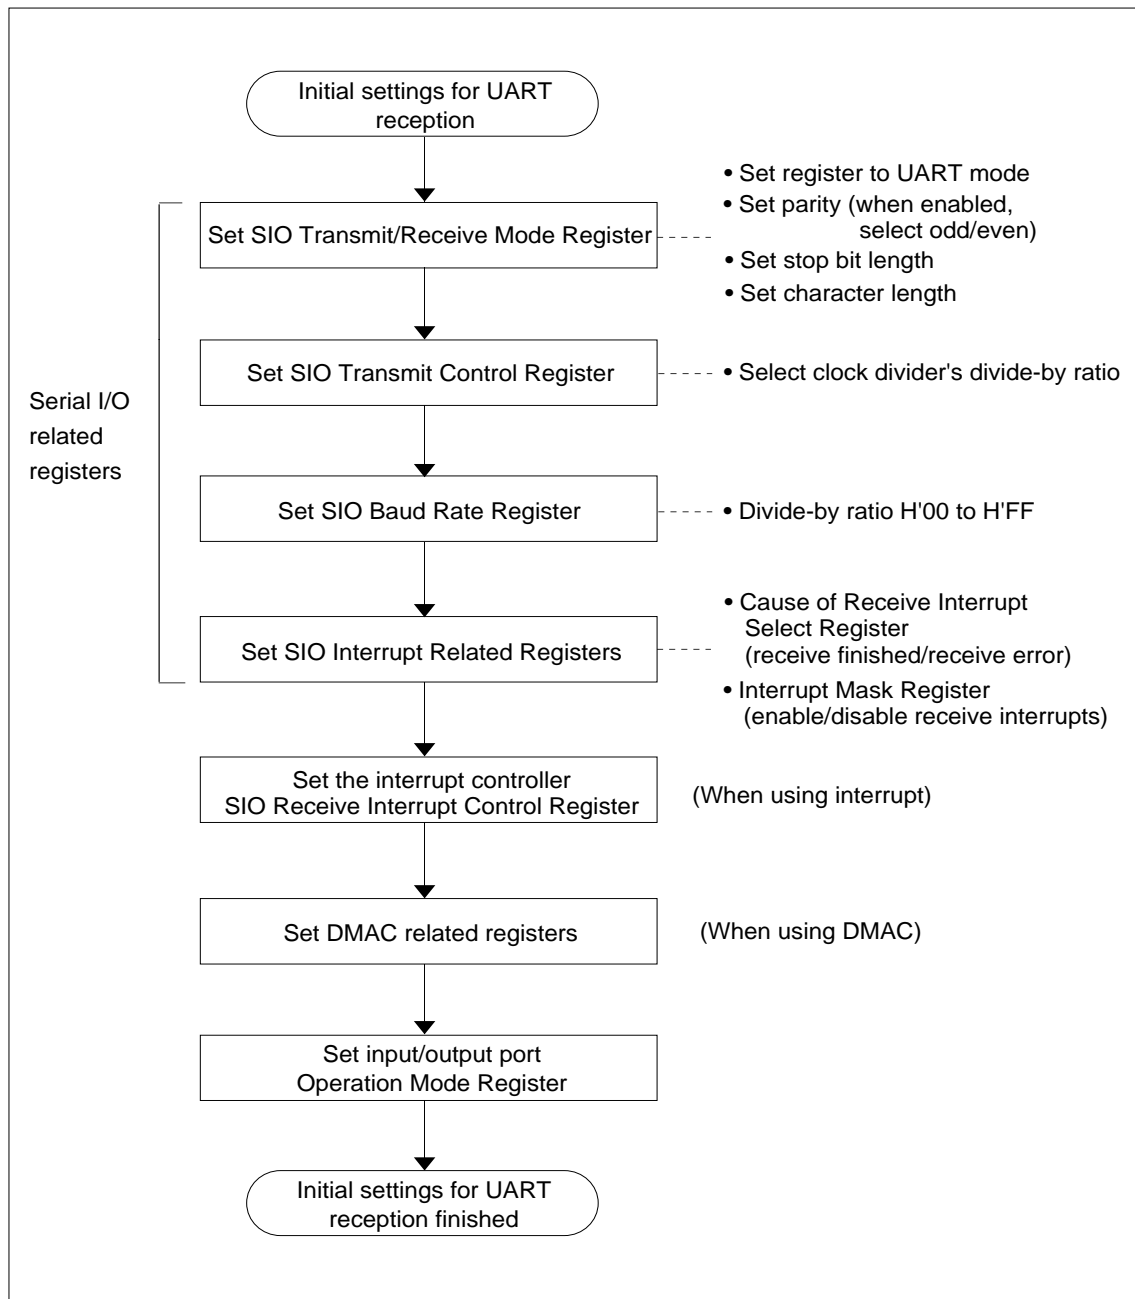 Initial settings for UART
reception
• Set register to UART mode
• Set parity (when enabled,
select odd/even)
Set SIO Transmit/Receive Mode Register
• Set stop bit length
• Set character length
Set SIO Transmit Control Register
• Select clock divider's divide-by ratio
Serial I/O
related
registers
Set SIO Baud Rate Register
• Divide-by ratio H'00 to H'FF
• Cause of Receive Interrupt
Select Register
(receive finished/receive error)
Set SIO Interrupt Related Registers
• Interrupt Mask Register
(enable/disable receive interrupts)
Set the interrupt controller
SIO Receive Interrupt Control Register
(When using interrupt)
Set DMAC related registers
(When using DMAC)
Set input/output port
Operation Mode Register
Initial settings for UART
reception finished